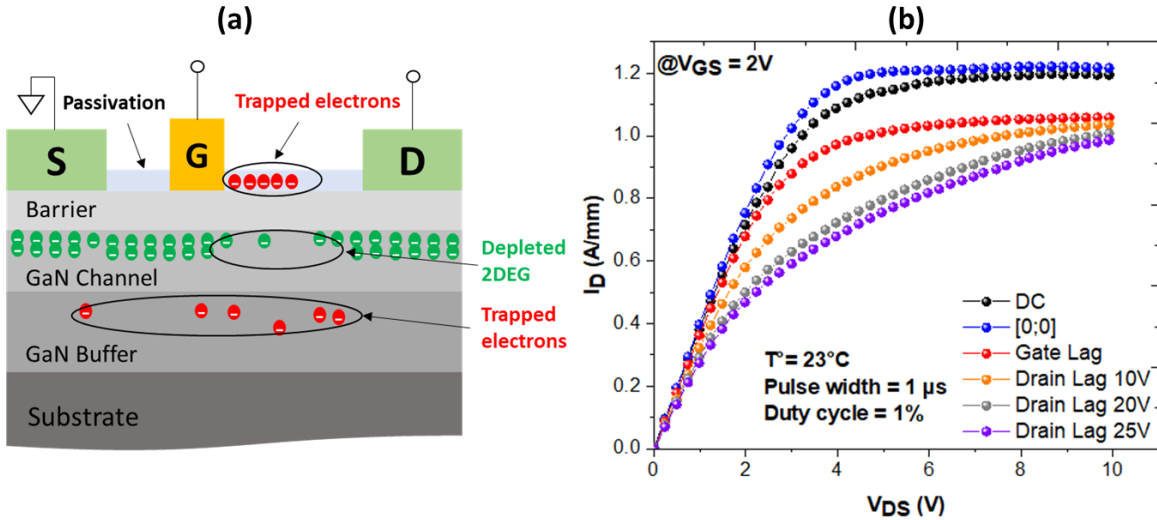 (a)
Passivation
Trapped electrons
S
G
D
Barrier
Depleted
2DEG
GaN Channel
Trapped
electrons
GaN Buffer
Substrate
(b)
@VGS = 2V
1.2
1.0
0.8
0.6
0.4
0.2
0.0
ID (A/mm)
DC
[0;0]
Gate Lag
Drain Lag 10V
Drain Lag 20V
Drain Lag 25V
T° = 23°C
Pulse width = 1 µs
Duty cycle = 1%
0 2 4 6 8 10
VDS (V)